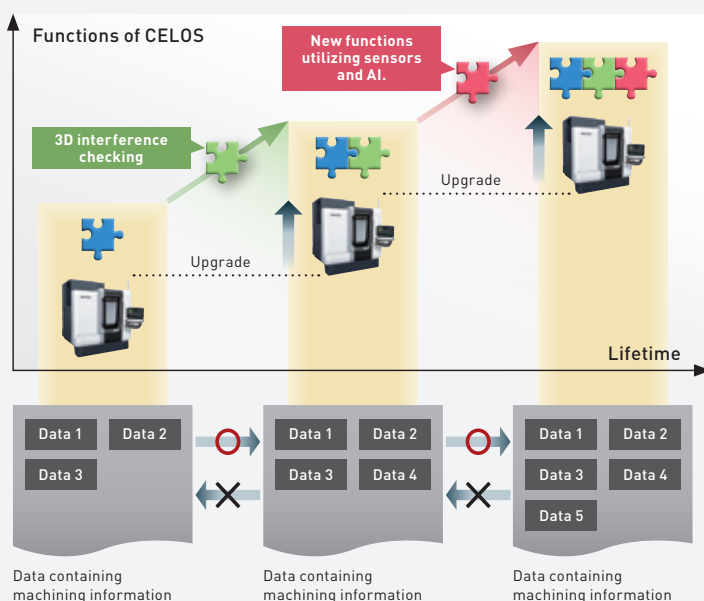 Functions of CELOS
New functions
utilizing sensors
and AI.
3D interference
checking
Upgrade
Upgrade
Lifetime
Data 1 Data 2
Data 3
Data 1 Data 2
Data 3 Data 4
Data 1 Data 2
Data 3 Data 4
Data 5
Data containing
machining information
Data containing
machining information
Data containing
machining information